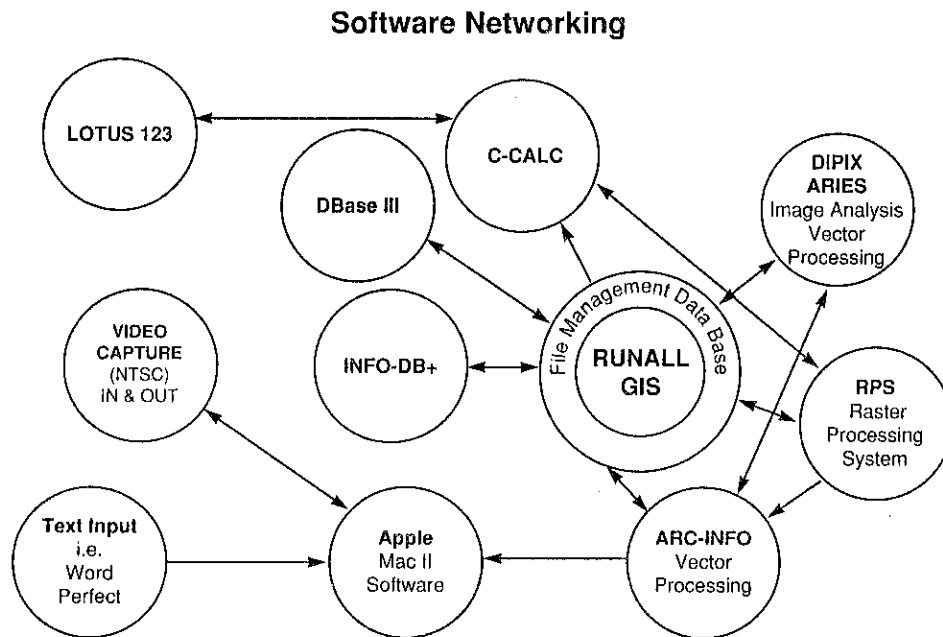 Software Networking
LOTUS 123
C-CALC
DBase III
DIPIX
ARIES
Image Analysis
Vector
Processing
File Management Data Base
RUNALL
GIS
VIDEO
CAPTURE
(NTSC)
IN & OUT
INFO-DB+
RPS
Raster
Processing
System
Text Input
i.e.
Word
Perfect
Apple
Mac II
Software
ARC-INFO
Vector
Processing